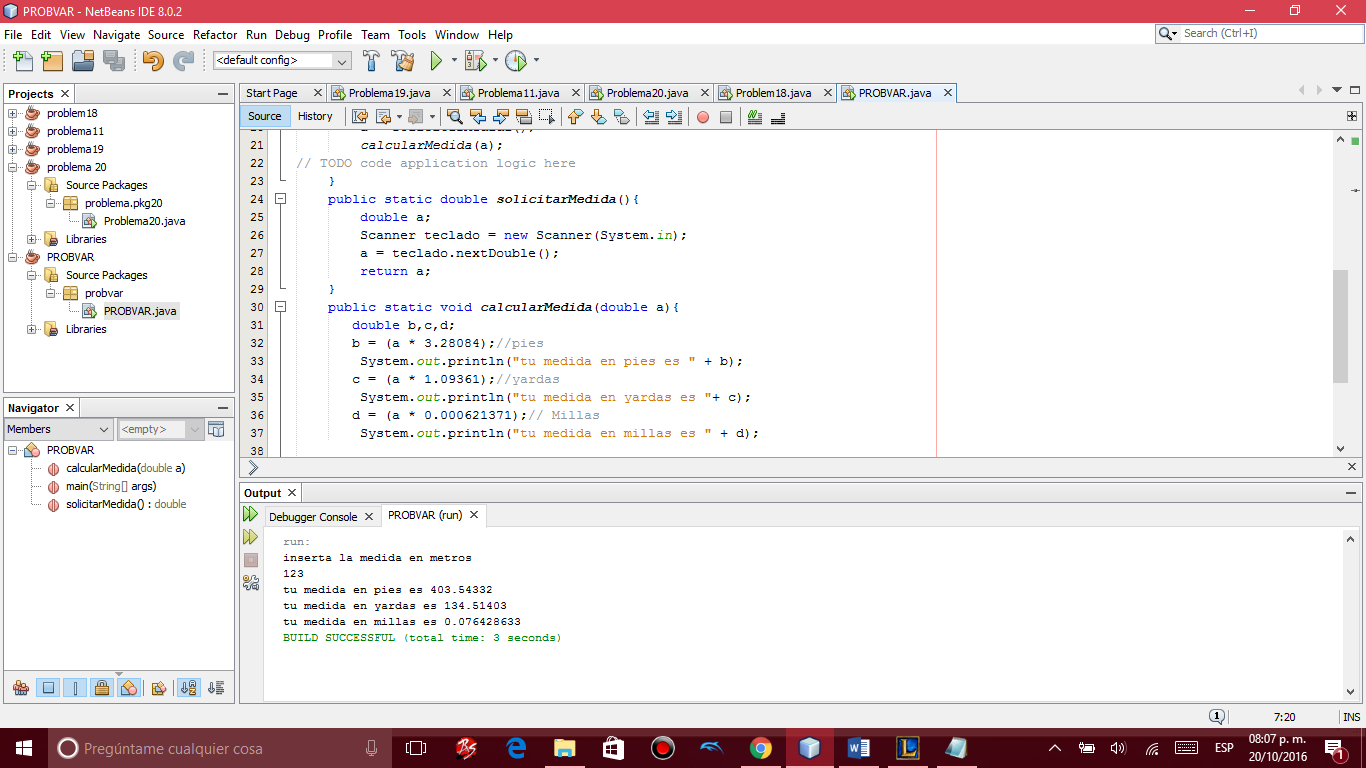 PROBVAR - NetBeans IDE 8.0.2
File Edit View Navigate Source Refactor Run Debug Profile Team Tools Window Help
Search (Ctrl+I)
<default config>
Projects
problem18
problema11
problema19
problema 20
Source Packages
problema.pkg20
Problema20.java
Libraries
PROBVAR
Source Packages
probvar
PROBVAR.java
Libraries
Navigator
Members
<empty>
PROBVAR
calcularMedida(double a)
main(String[] args)
solicitarMedida() : double
Start Page Problema19.java Problema11.java Problema20.java Problem18.java PROBVAR.java
Source History
21 calcularMedida(a);
22 // TODO code application logic here
23 }
24 public static double solicitarMedida(){
25 double a;
26 Scanner teclado = new Scanner(System.in);
27 a = teclado.nextDouble();
28 return a;
29 }
30 public static void calcularMedida(double a){
31 double b,c,d;
32 b = (a * 3.28084);//pies
33 System.out.println("tu medida en pies es " + b);
34 c = (a * 1.09361);//yardas
35 System.out.println("tu medida en yardas es "+ c);
36 d = (a * 0.000621371);// Millas
37 System.out.println("tu medida en millas es " + d);
38
Output
Debugger Console PROBVAR (run)
run:
inserta la medida en metros
123
tu medida en pies es 403.54332
tu medida en yardas es 134.51403
tu medida en millas es 0.076428633
BUILD SUCCESSFUL (total time: 3 seconds)
1 7:20 INS
Pregúntame cualquier cosa
ESP
08:07 p. m.
20/10/2016
1